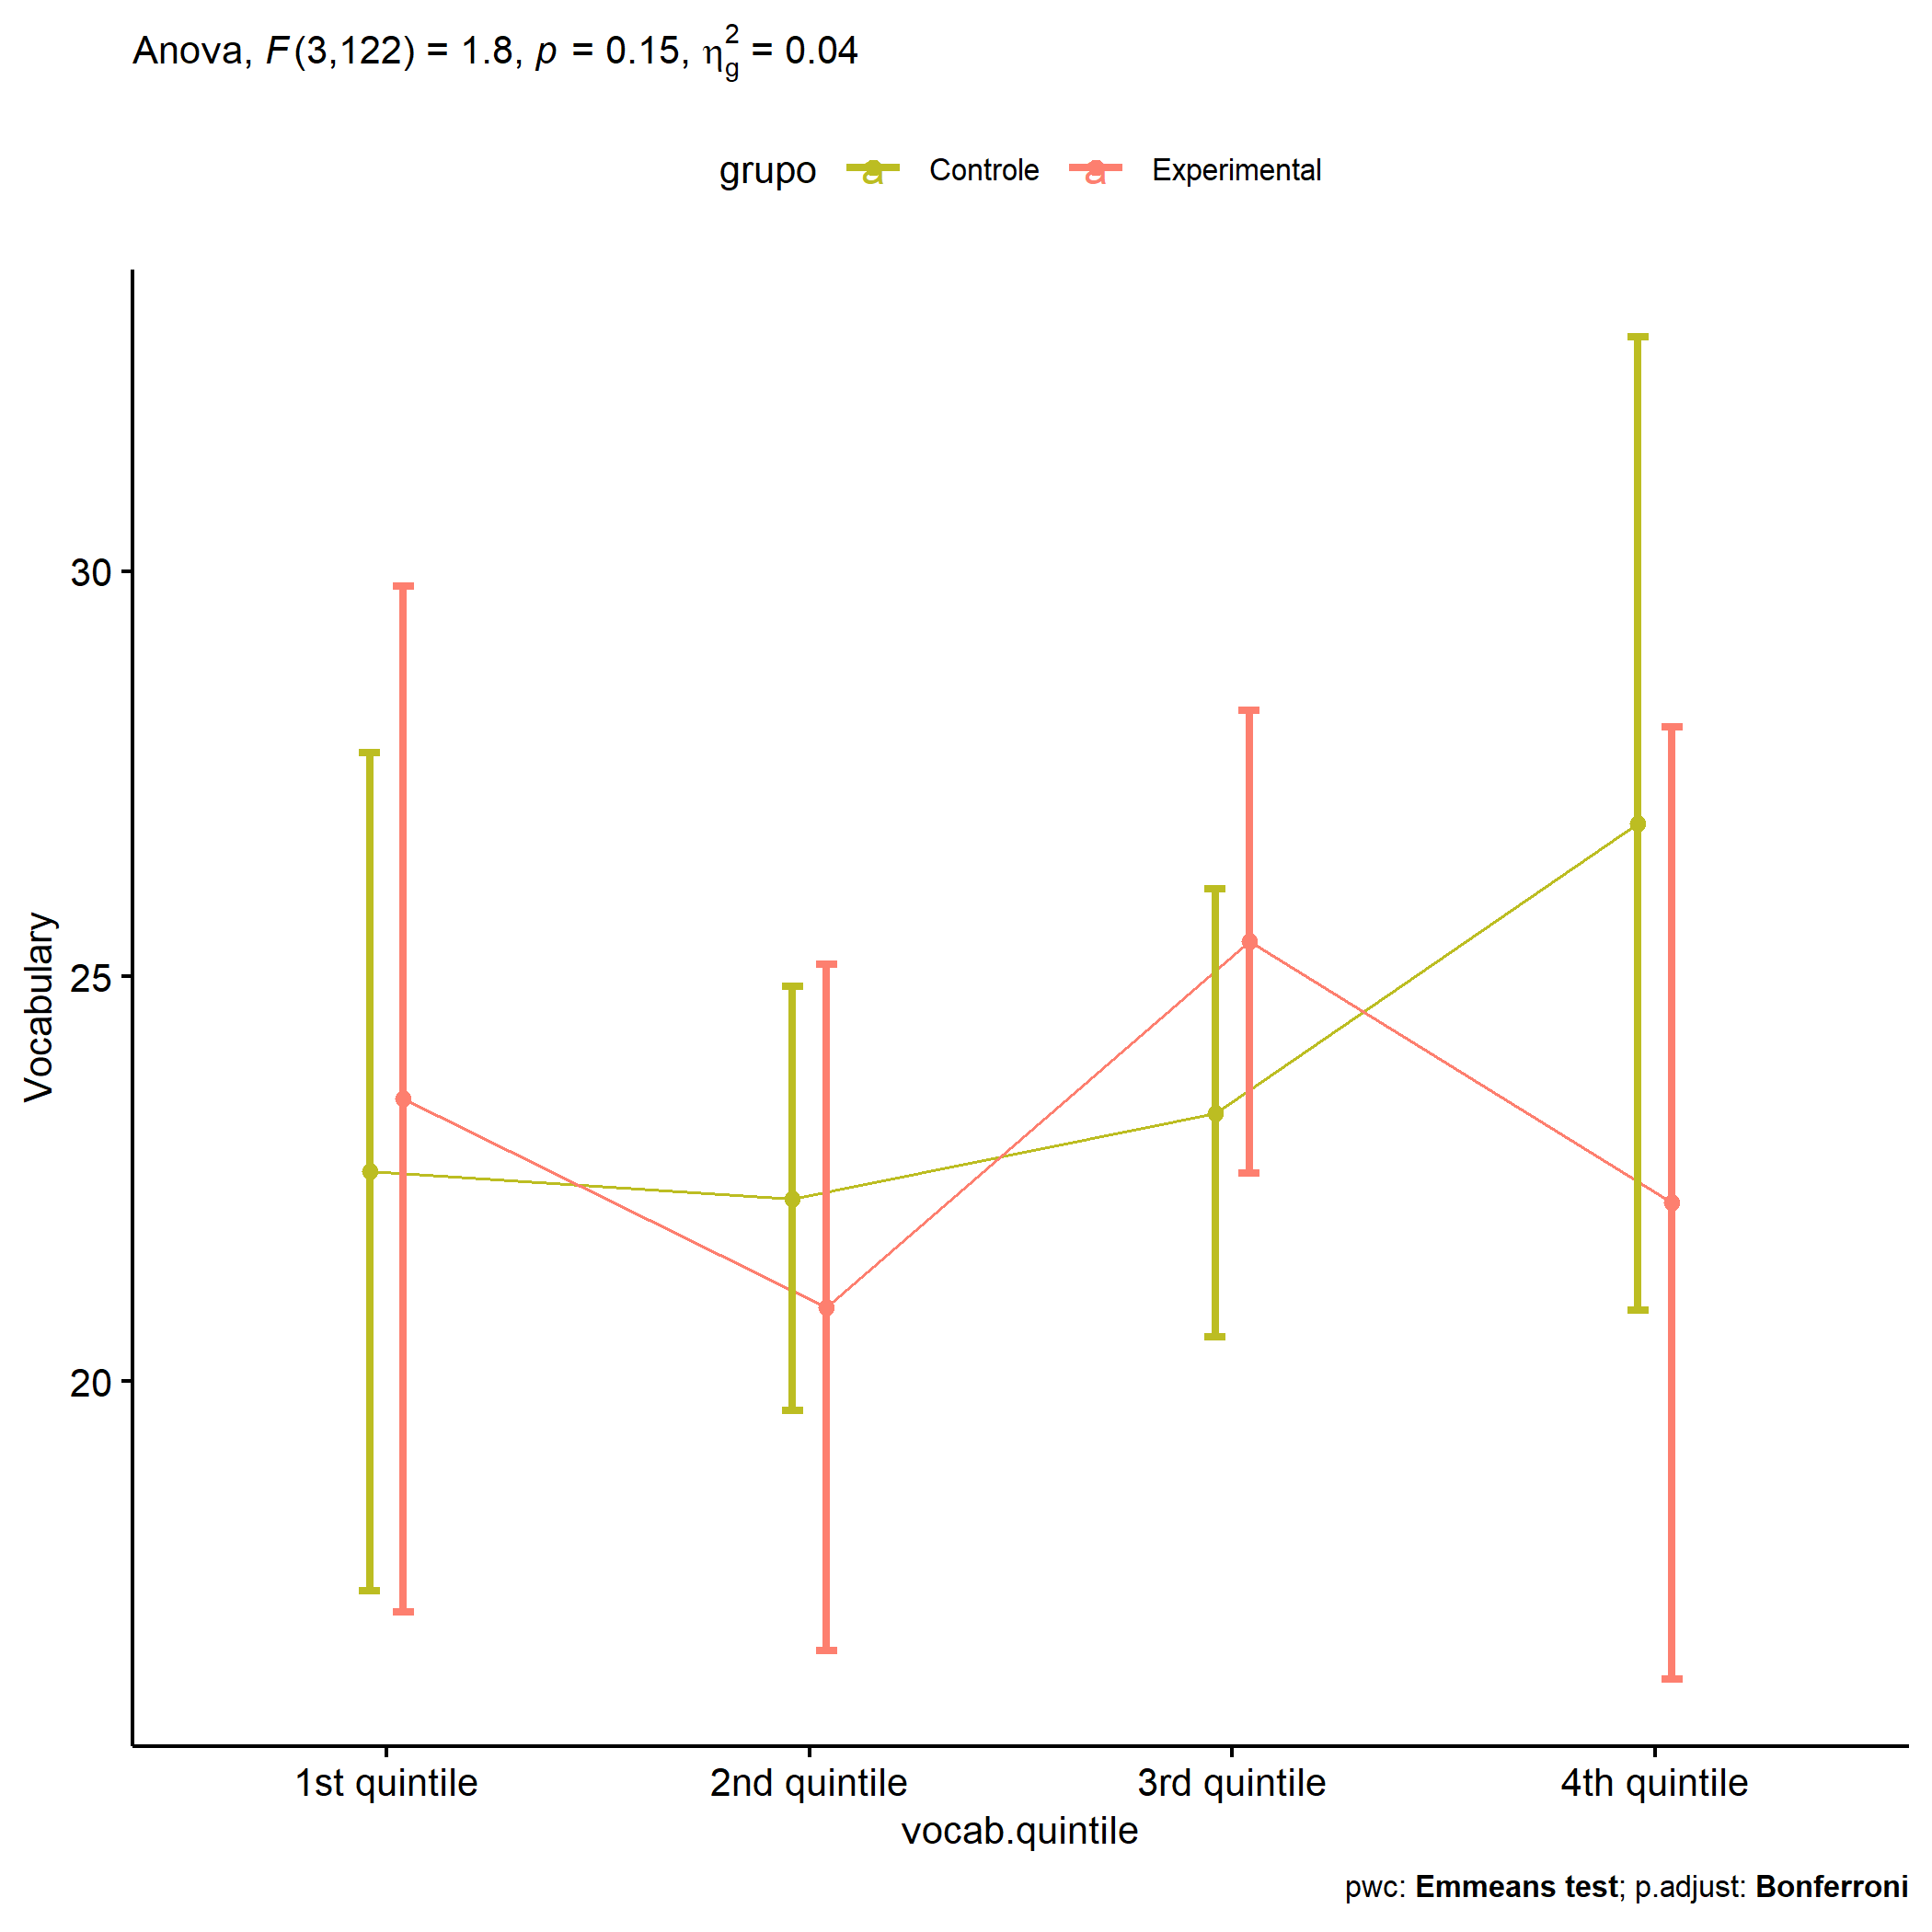 Anova, F(3,122) = 1.8, p = 0.15, η²g = 0.04
grupo a Controle a Experimental
30
25
20
Vocabulary
1st quintile 2nd quintile 3rd quintile 4th quintile
vocab.quintile
pwc: Emmeans test; p.adjust: Bonferroni